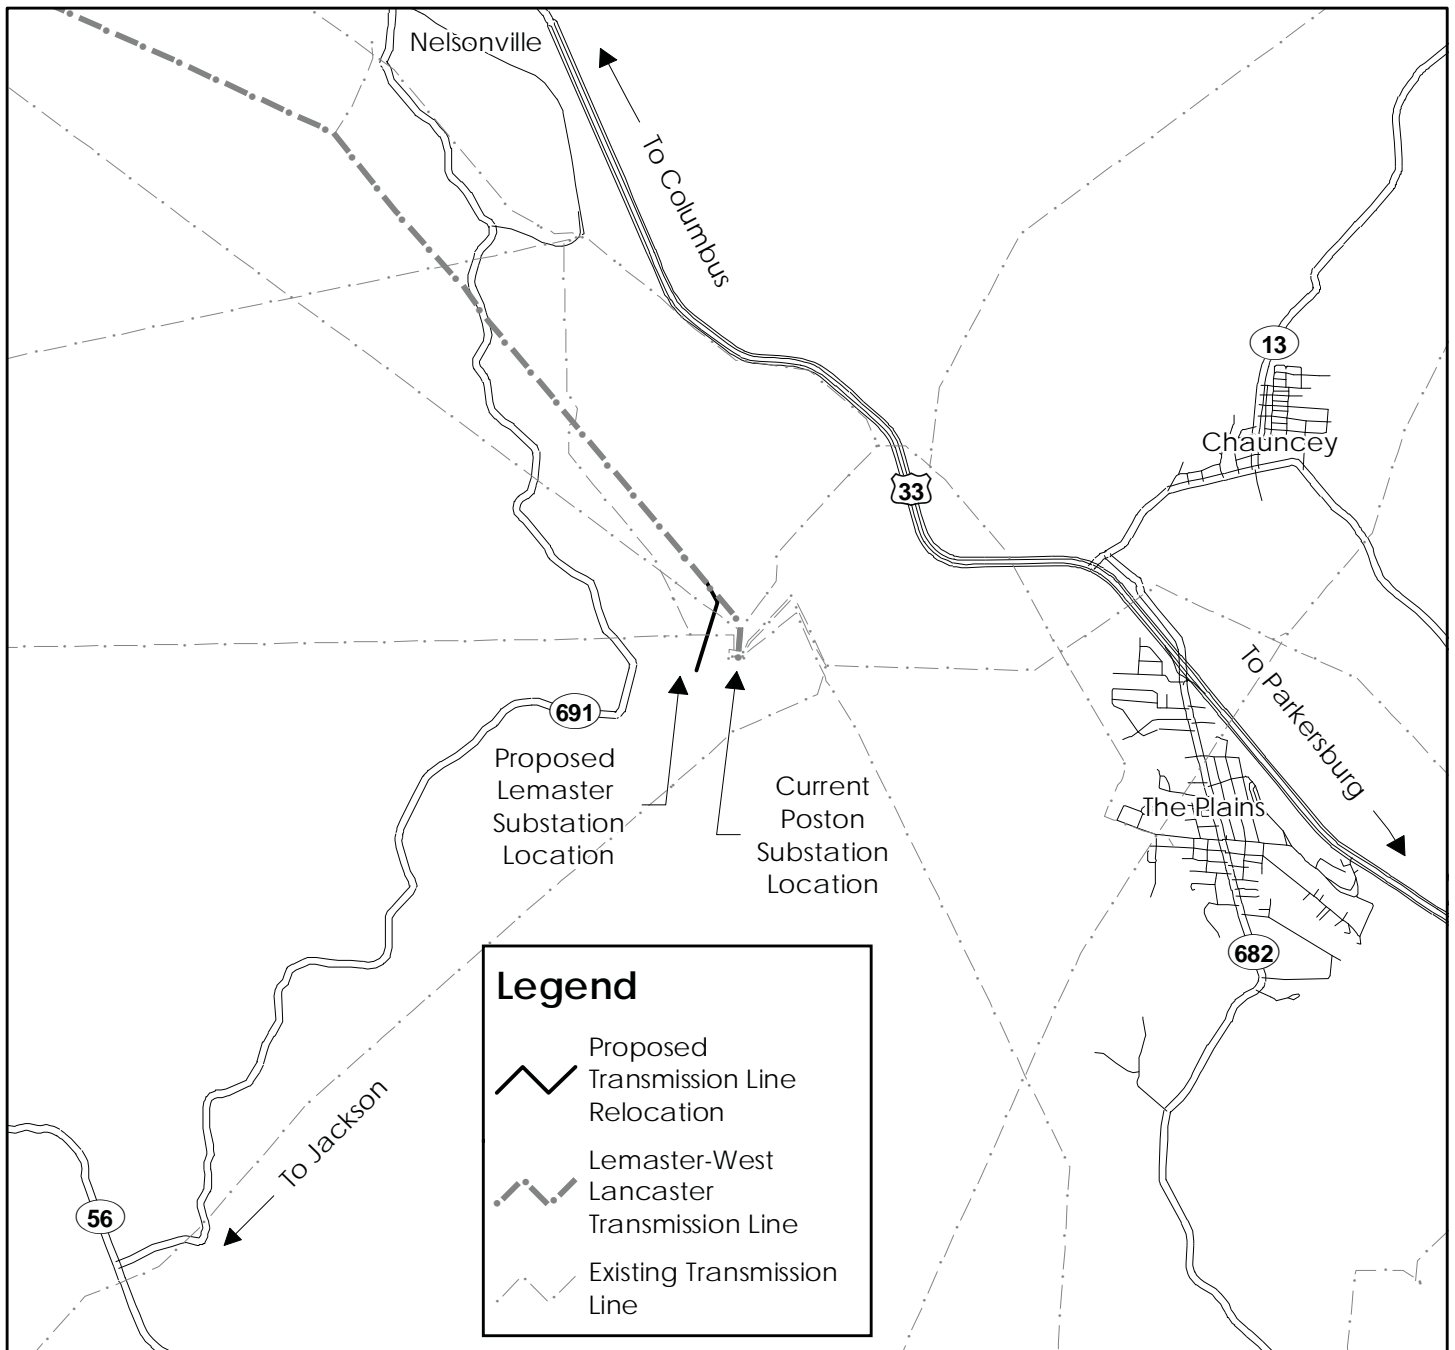 Nelsonville
To Columbus
13
Chauncey
33
To Parkersburg
691
Proposed
Lemaster
Substation
Location
Current
Poston
Substation
Location
The Plains
682
Legend
Proposed
Transmission Line
Relocation
Lemaster-West
Lancaster
Transmission Line
Existing Transmission
Line
To Jackson
56